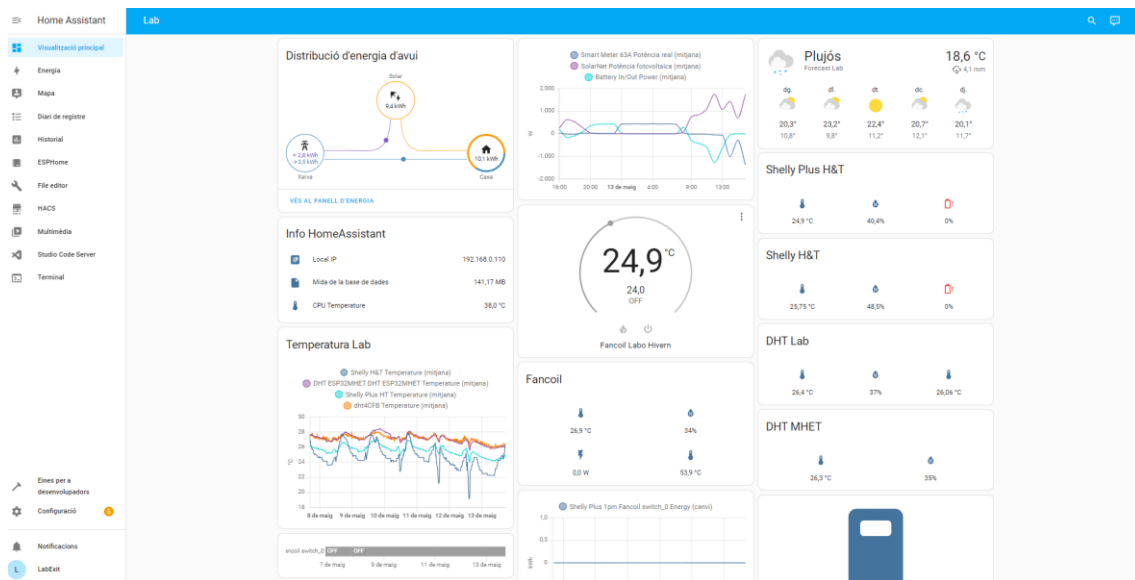 Home Assistant
Lab
Visualització principal
Energia
Mapa
Diari de registre
Historial
ESPHome
File editor
HACS
Multimèdia
Studio Code Server
Terminal
Eines per a
desenvolupadors
Configuració
5
Notificacions
L
LabExit
Distribució d'energia d'avui
Solar
9,4 kWh
← 2,8 kWh
→ 3,5 kWh
10,1 kWh
Xarxa
Casa
VÉS AL PANELL D'ENERGIA
Info HomeAssistant
Local IP 192.168.0.110
Mida de la base de dades 141,17 MB
CPU Temperature 38,0 °C
Temperatura Lab
Shelly H&T Temperature (mitjana)
DHT ESP32MHET DHT ESP32MHET Temperature (mitjana)
Shelly Plus HT Temperature (mitjana)
dht4CFB Temperature (mitjana)
30
28
26
°C
24
22
20
18
8 de maig 9 de maig 10 de maig 11 de maig 12 de maig 13 de maig
ancoil switch_0 OFF OFF
7 de maig 9 de maig 11 de maig 13 de maig
Smart Meter 63A Potència real (mitjana)
SolarNet Potència fotovoltaica (mitjana)
Battery In/Out Power (mitjana)
2.000
1.000
W
0
-1.000
-2.000
16:00 20:00 13 de maig 4:00 9:00 13:00
24,9 °C
24,0
OFF
Fancoil Labo Hivern
Fancoil
26,9 °C 34%
0,0 W 53,9 °C
Shelly Plus 1pm Fancoil switch_0 Energy (canvi)
1,0
0,5
kWh
0
Plujós 18,6 °C
Forecast Lab 4,1 mm
dg. dl. dt. dc. dj.
20,3° 23,2° 22,4° 20,7° 20,1°
10,8° 9,8° 11,2° 12,1° 11,7°
Shelly Plus H&T
24,9 °C 40,4% 0%
Shelly H&T
25,75 °C 48,5% 0%
DHT Lab
26,4 °C 37% 26,06 °C
DHT MHET
26,3 °C 35%